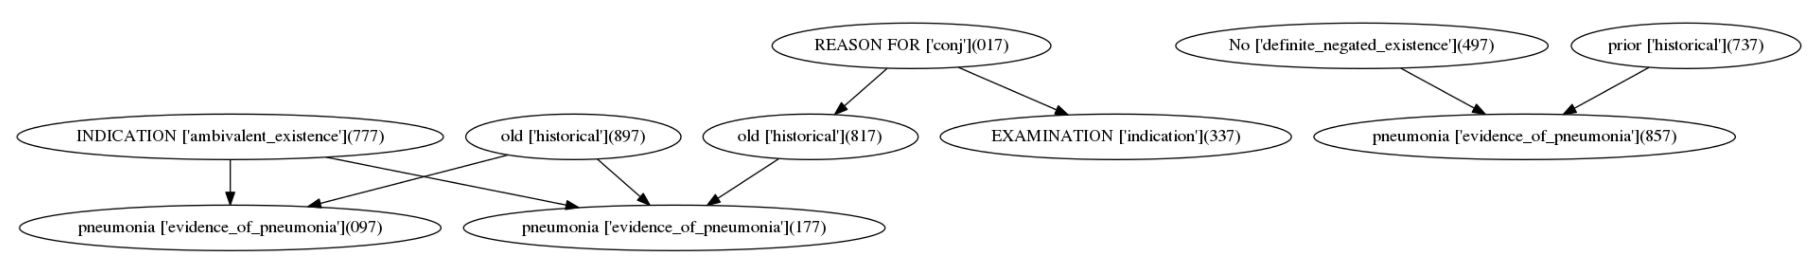 REASON FOR ['conj'](017)
No ['definite_negated_existence'](497)
prior ['historical'](737)
INDICATION ['ambivalent_existence'](777)
old ['historical'](897)
old ['historical'](817)
EXAMINATION ['indication'](337)
pneumonia ['evidence_of_pneumonia'](857)
pneumonia ['evidence_of_pneumonia'](097)
pneumonia ['evidence_of_pneumonia'](177)